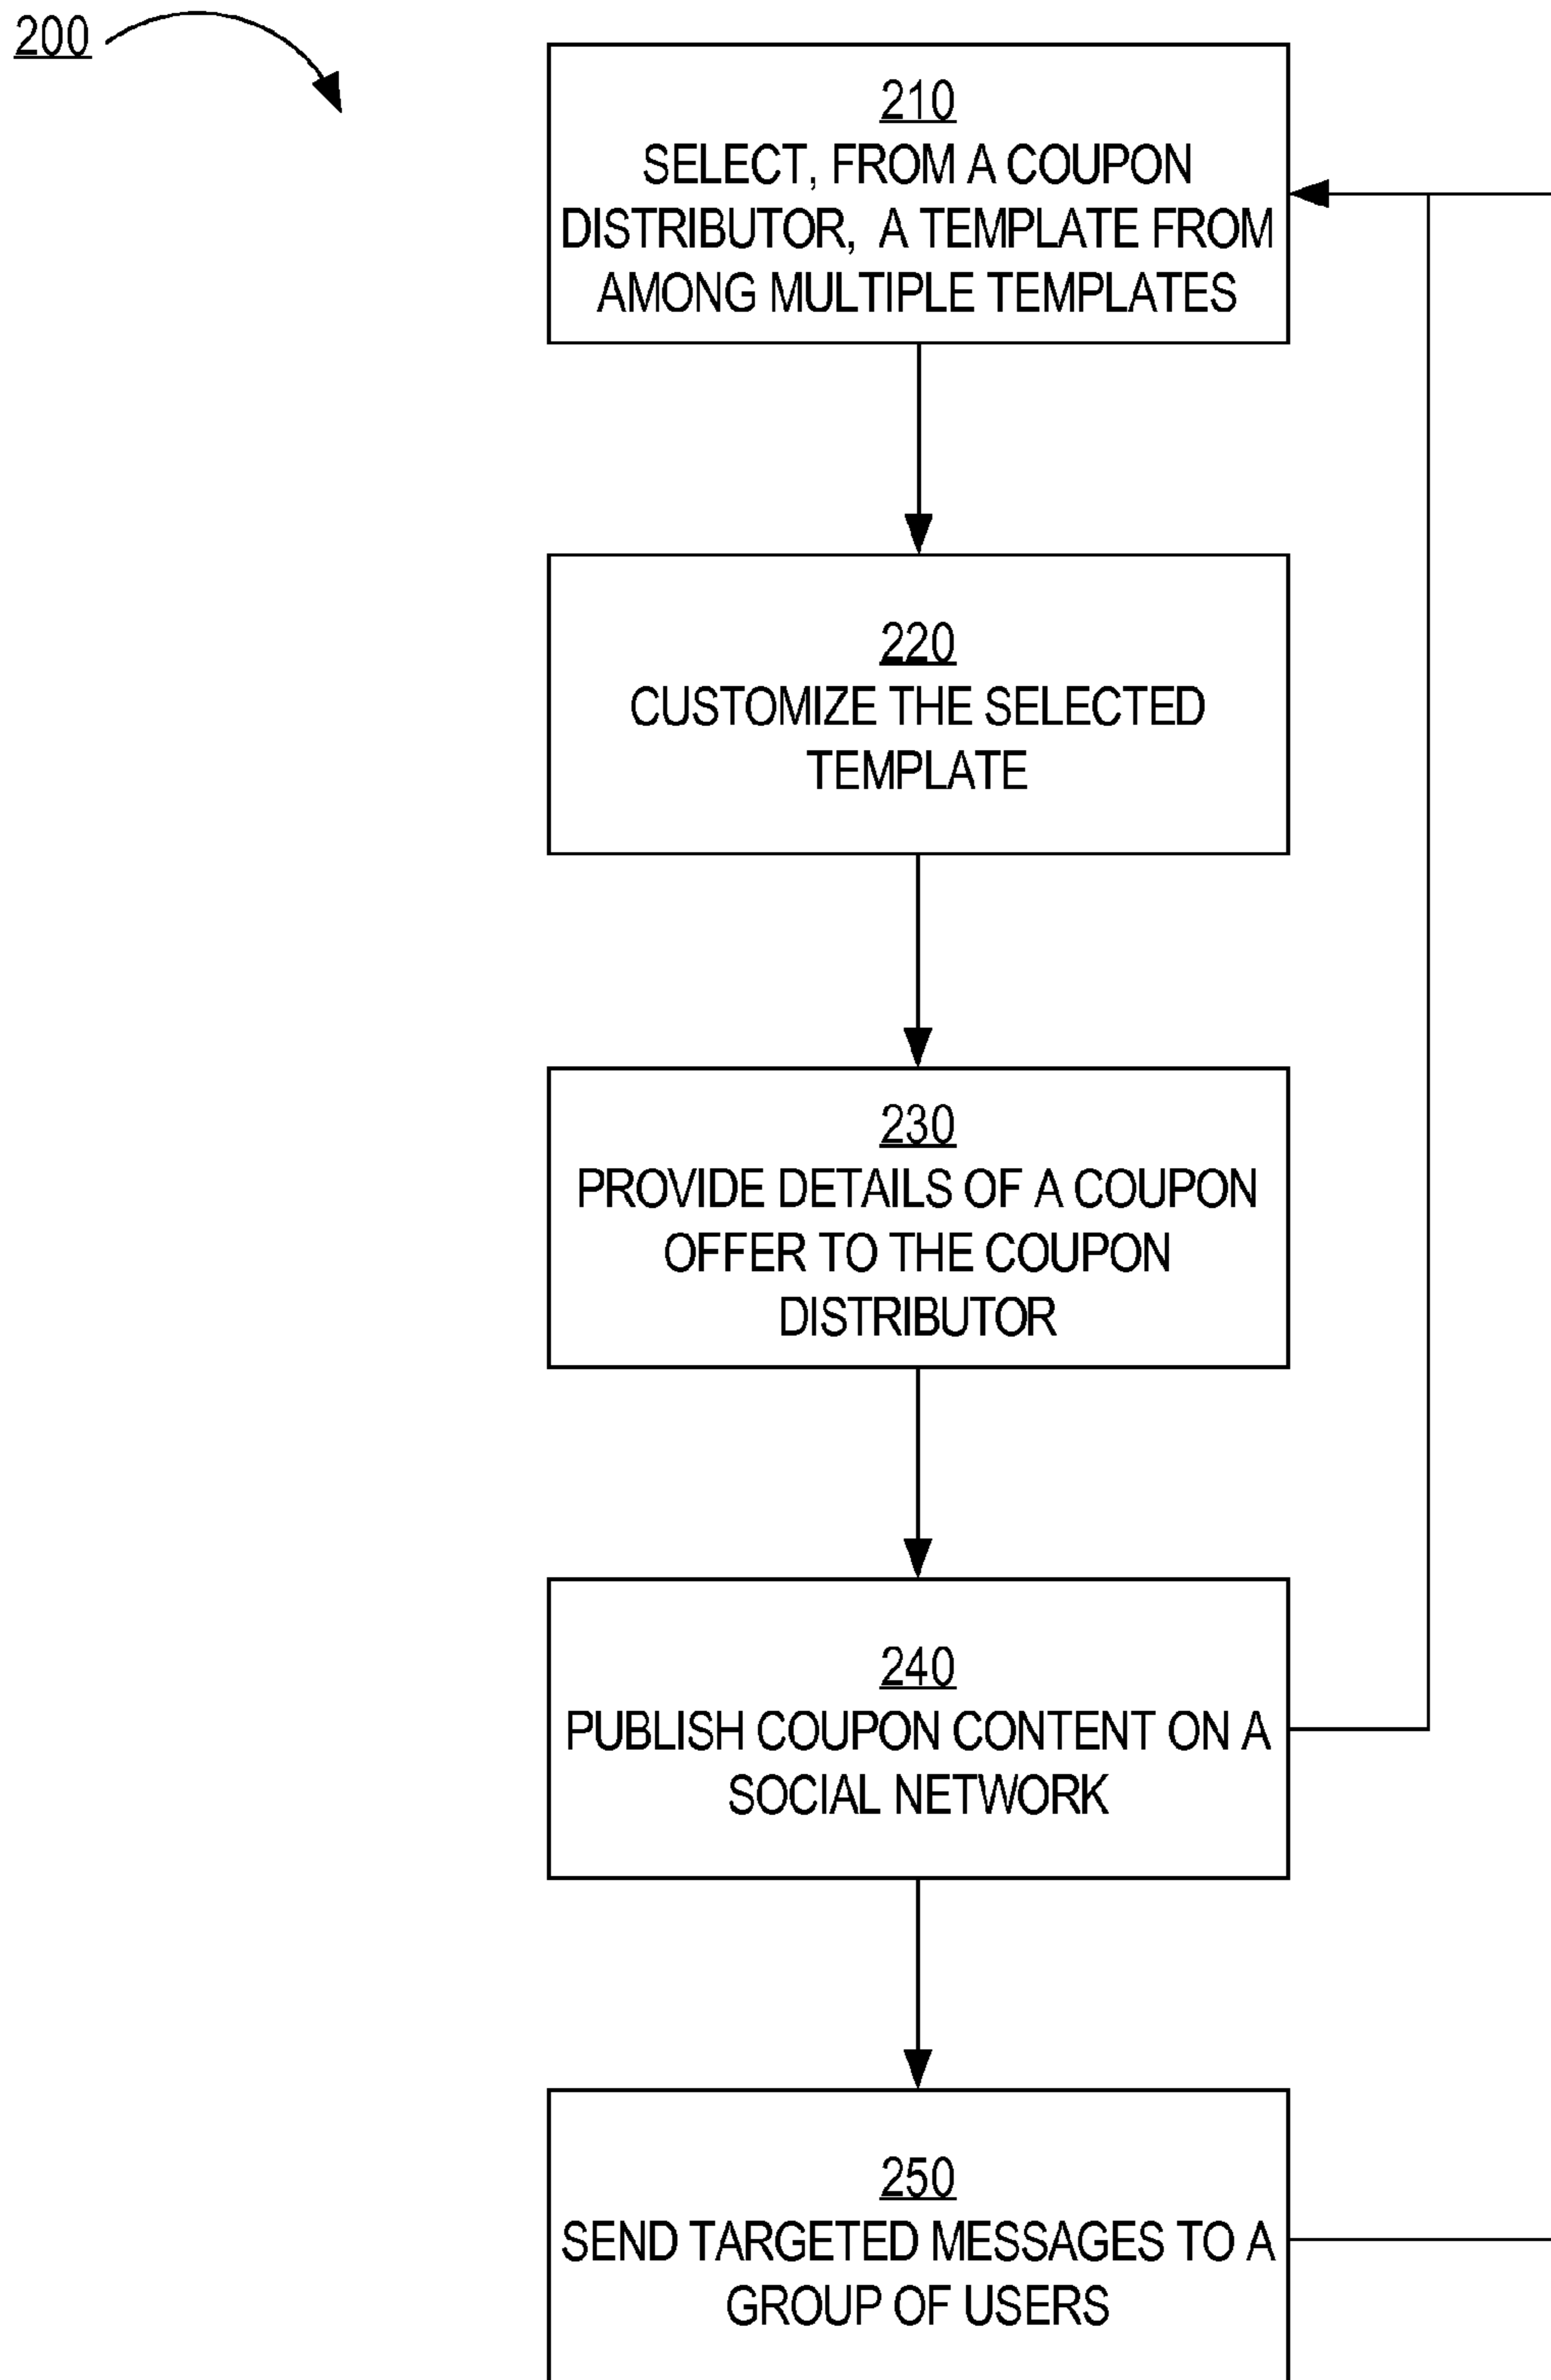 200
210
SELECT, FROM A COUPON
DISTRIBUTOR, A TEMPLATE FROM
AMONG MULTIPLE TEMPLATES
220
CUSTOMIZE THE SELECTED
TEMPLATE
230
PROVIDE DETAILS OF A COUPON
OFFER TO THE COUPON
DISTRIBUTOR
240
PUBLISH COUPON CONTENT ON A
SOCIAL NETWORK
250
SEND TARGETED MESSAGES TO A
GROUP OF USERS